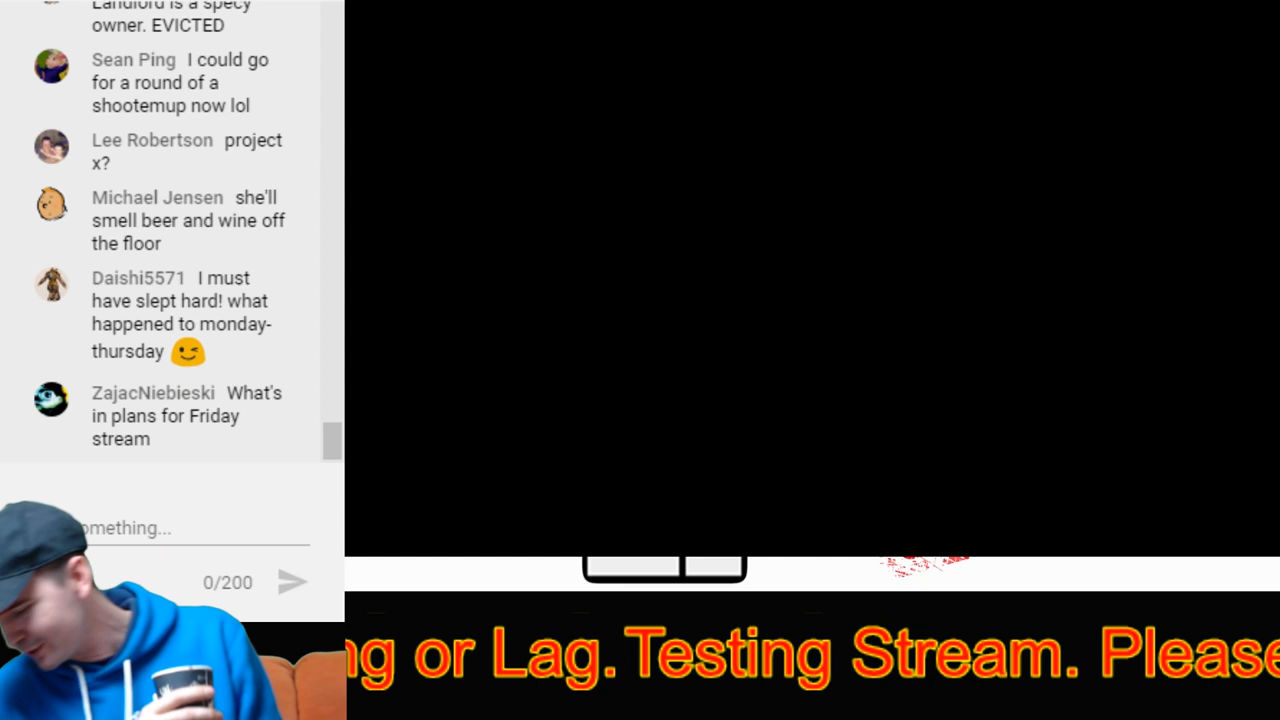 Landlord is a specy
owner. EVICTED
Sean Ping I could go
for a round of a
shootemup now lol
Lee Robertson project
x?
Michael Jensen she'll
smell beer and wine off
the floor
Daishi5571 I must
have slept hard! what
happened to monday-
thursday 😉
ZajacNiebieski What's
in plans for Friday
stream
omething...
0/200
ng or Lag. Testing Stream. Please